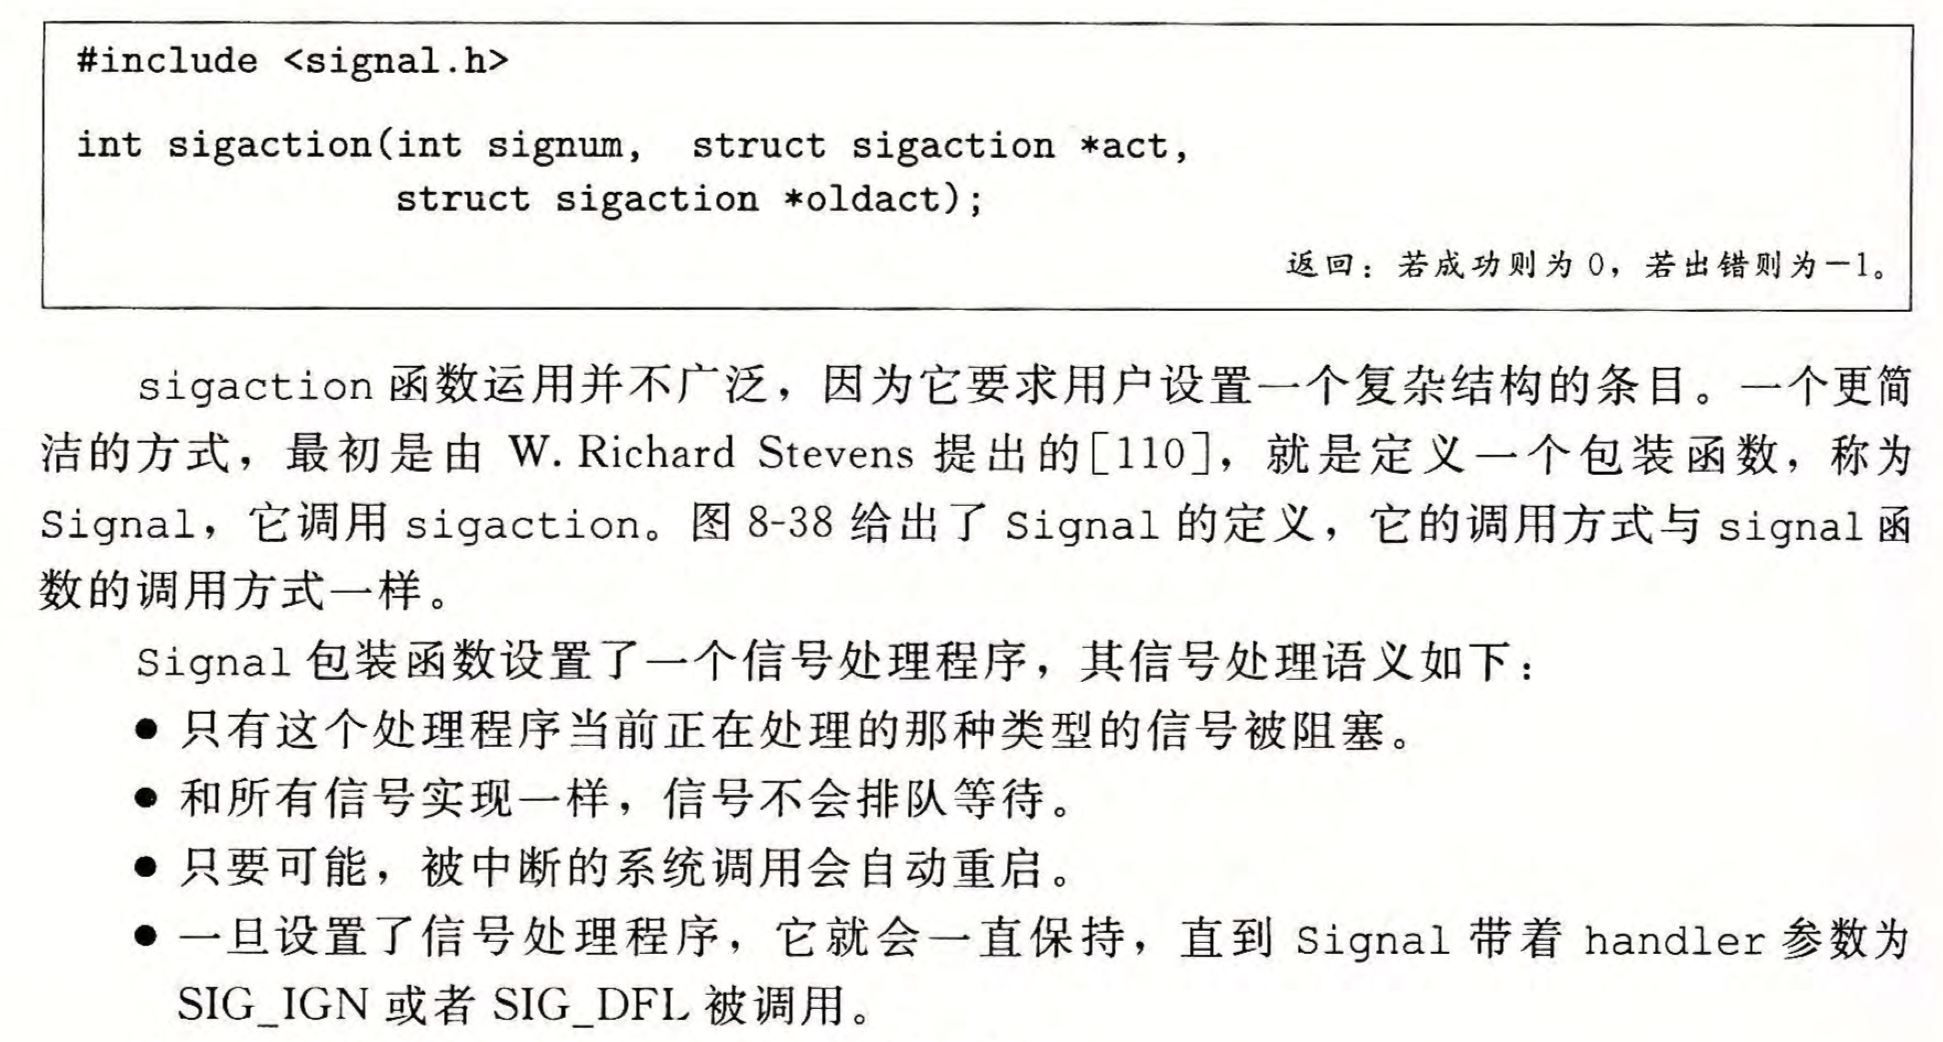 #include <signal.h>
int sigaction(int signum, struct sigaction *act,
struct sigaction *oldact);
返回：若成功则为 0，若出错则为－1。
sigaction 函数运用并不广泛，因为它要求用户设置一个复杂结构的条目。一个更简
洁的方式，最初是由 W. Richard Stevens 提出的[110]，就是定义一个包装函数，称为
Signal，它调用 sigaction。图 8-38 给出了 Signal 的定义，它的调用方式与 signal 函
数的调用方式一样。
Signal 包装函数设置了一个信号处理程序，其信号处理语义如下：
● 只有这个处理程序当前正在处理的那种类型的信号被阻塞。
● 和所有信号实现一样，信号不会排队等待。
● 只要可能，被中断的系统调用会自动重启。
● 一旦设置了信号处理程序，它就会一直保持，直到 Signal 带着 handler 参数为
SIG_IGN 或者 SIG_DFL 被调用。